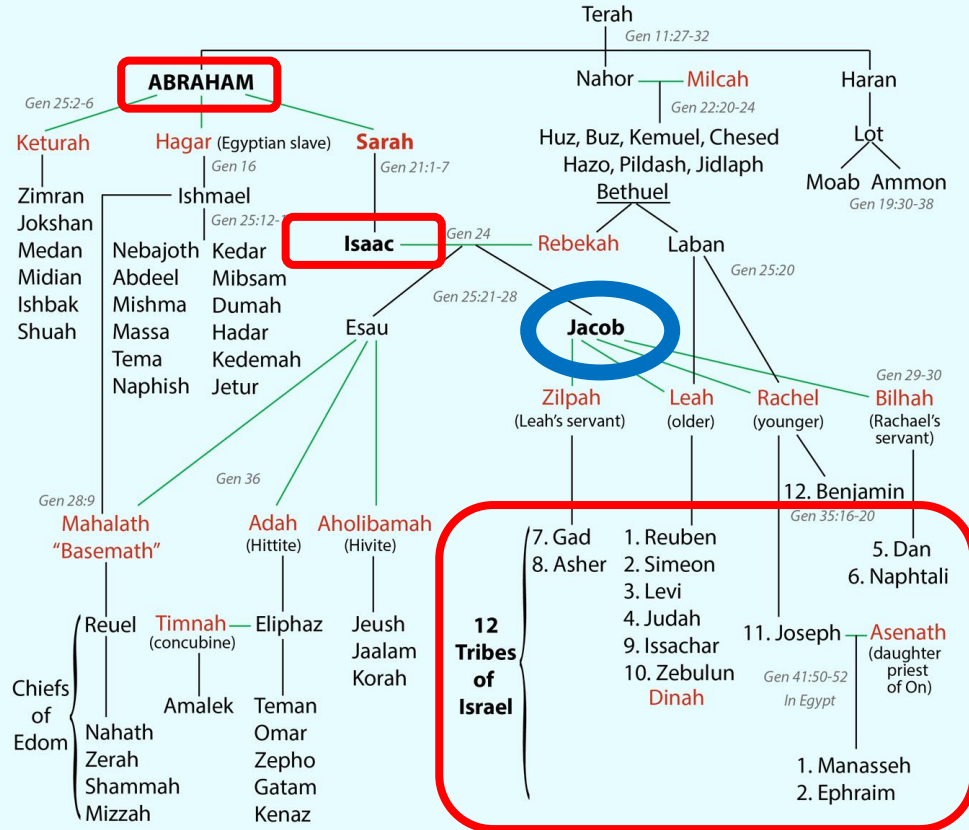 Terah
Gen 11:27-32
ABRAHAM
Nahor
Milcah
Haran
Gen 25:2-6
Gen 22:20-24
Keturah
Hagar (Egyptian slave)
Sarah
Huz, Buz, Kemuel, Chesed
Hazo, Pildash, Jidlaph
Bethuel
Lot
Gen 16
Gen 21:1-7
Moab Ammon
Gen 19:30-38
Zimran
Jokshan
Medan
Midian
Ishbak
Shuah
Ishmael
Gen 25:12-1
Nebajoth
Abdeel
Mishma
Massa
Tema
Naphish
Kedar
Mibsam
Dumah
Hadar
Kedemah
Jetur
Isaac
Gen 24
Rebekah
Laban
Gen 25:20
Gen 25:21-28
Esau
Jacob
Gen 29-30
Zilpah
(Leah's servant)
Leah
(older)
Rachel
(younger)
Bilhah
(Rachael's
servant)
Gen 28:9
Gen 36
12. Benjamin
Gen 35:16-20
Mahalath
"Basemath"
Adah
(Hittite)
Aholibamah
(Hivite)
12
Tribes
of
Israel
7. Gad
8. Asher
1. Reuben
2. Simeon
3. Levi
4. Judah
9. Issachar
10. Zebulun
Dinah
5. Dan
6. Naphtali
11. Joseph
Asenath
(daughter
priest
of On)
Gen 41:50-52
In Egypt
1. Manasseh
2. Ephraim
Chiefs
of
Edom
Reuel
Nahath
Zerah
Shammah
Mizzah
Timnah
(concubine)
Amalek
Eliphaz
Teman
Omar
Zepho
Gatam
Kenaz
Jeush
Jaalam
Korah